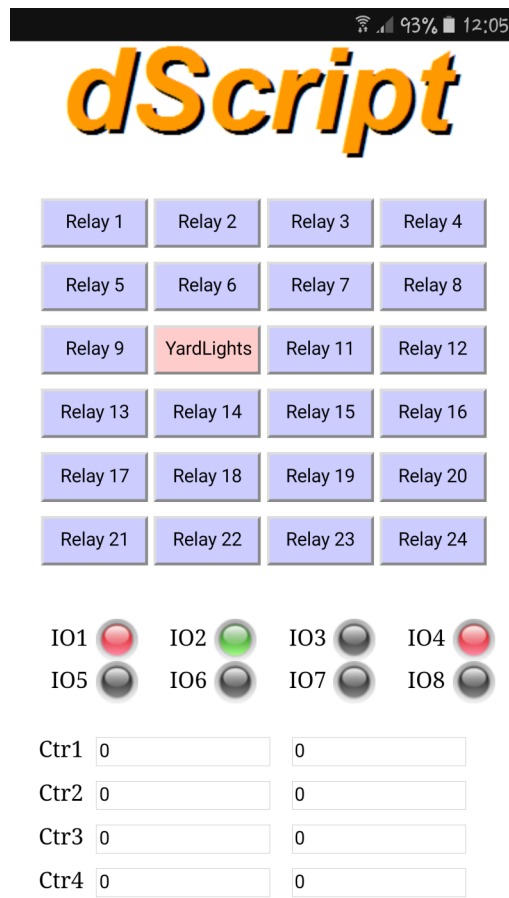 93% 12:05
dScript
Relay 1 Relay 2 Relay 3 Relay 4
Relay 5 Relay 6 Relay 7 Relay 8
Relay 9 YardLights Relay 11 Relay 12
Relay 13 Relay 14 Relay 15 Relay 16
Relay 17 Relay 18 Relay 19 Relay 20
Relay 21 Relay 22 Relay 23 Relay 24
IO1 IO2 IO3 IO4
IO5 IO6 IO7 IO8
Ctr1 0 0
Ctr2 0 0
Ctr3 0 0
Ctr4 0 0